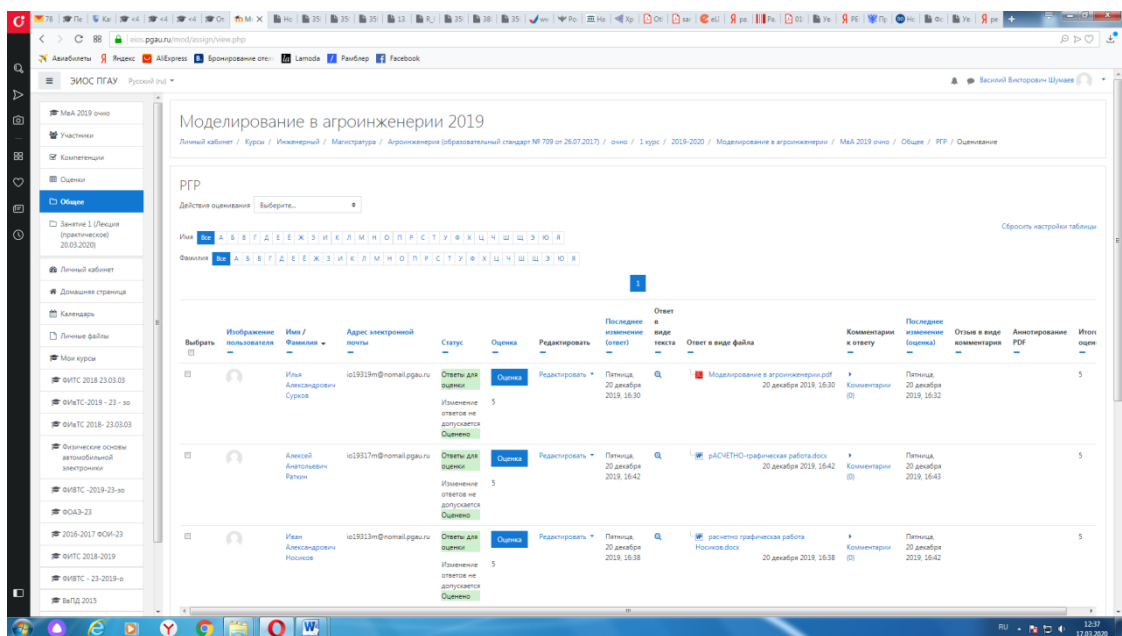 eios.pgau.ru/mod/assign/view.php
Авиабилеты Яндекс AliExpress Бронирование отел Lamoda Рамблер Facebook
ЭИОС ПГАУ Русский (ru)
Василий Викторович Шумаев
МвА 2019 очно
Участники
Компетенции
Оценки
Общее
Занятие 1 (Лекция
(практическое)
20.03.2020)
Личный кабинет
Домашняя страница
Календарь
Личные файлы
Мои курсы
ФИТС 2018 23.03.03
ФИвТС-2019 - 23 - зо
ФИвТС 2018- 23.03.03
Физические основы
автомобильной
электроники
ФИВТС -2019-23-зо
ФОАЭ-23
2016-2017 ФОИ-23
ФИТС 2018-2019
ФИВТС - 23-2019-о
ВвПД 2015
Моделирование в агроинженерии 2019
Личный кабинет / Курсы / Инженерный / Магистратура / Агроинженерия (образовательный стандарт № 709 от 26.07.2017) / очно / 1 курс / 2019-2020 / Моделирование в агроинженерии / МвА 2019 очно / Общее / РГР / Оценивание
РГР
Действия оценивания Выберите...
Сбросить настройки таблицы
Имя Все А Б В Г Д Е Ё Ж З И К Л М Н О П Р С Т У Ф Х Ц Ч Ш Щ Э Ю Я
Фамилия Все А Б В Г Д Е Ё Ж З И К Л М Н О П Р С Т У Ф Х Ц Ч Ш Щ Э Ю Я
1
Выбрать
Изображение
пользователя
Имя /
Фамилия
Адрес электронной
почты
Статус
Оценка
Редактировать
Последнее
изменение
(ответ)
Ответ
в
виде
текста
Ответ в виде файла
Комментарии
к ответу
Последнее
изменение
(оценка)
Отзыв в виде
комментария
Аннотирование
PDF
Итого
оцен
Илья
Александрович
Сурков
io19319m@nomail.pgau.ru
Ответы для
оценки
Изменение
ответов не
допускается
Оценено
Оценка
5
Редактировать
Пятница,
20 декабря
2019, 16:30
Моделирование в агроинженерии.pdf
20 декабря 2019, 16:30
Комментарии
(0)
Пятница,
20 декабря
2019, 16:32
5
Алексей
Анатольевич
Раткин
io19317m@nomail.pgau.ru
Ответы для
оценки
Изменение
ответов не
допускается
Оценено
Оценка
5
Редактировать
Пятница,
20 декабря
2019, 16:42
рАСЧЕТНО-графическая работа.docx
20 декабря 2019, 16:42
Комментарии
(0)
Пятница,
20 декабря
2019, 16:43
5
Иван
Александрович
Носиков
io19313m@nomail.pgau.ru
Ответы для
оценки
Изменение
ответов не
допускается
Оценено
Оценка
5
Редактировать
Пятница,
20 декабря
2019, 16:38
расчетно графическая работа
Носиков.docx
20 декабря 2019, 16:38
Комментарии
(0)
Пятница,
20 декабря
2019, 16:42
5
RU
12:37
17.03.2020